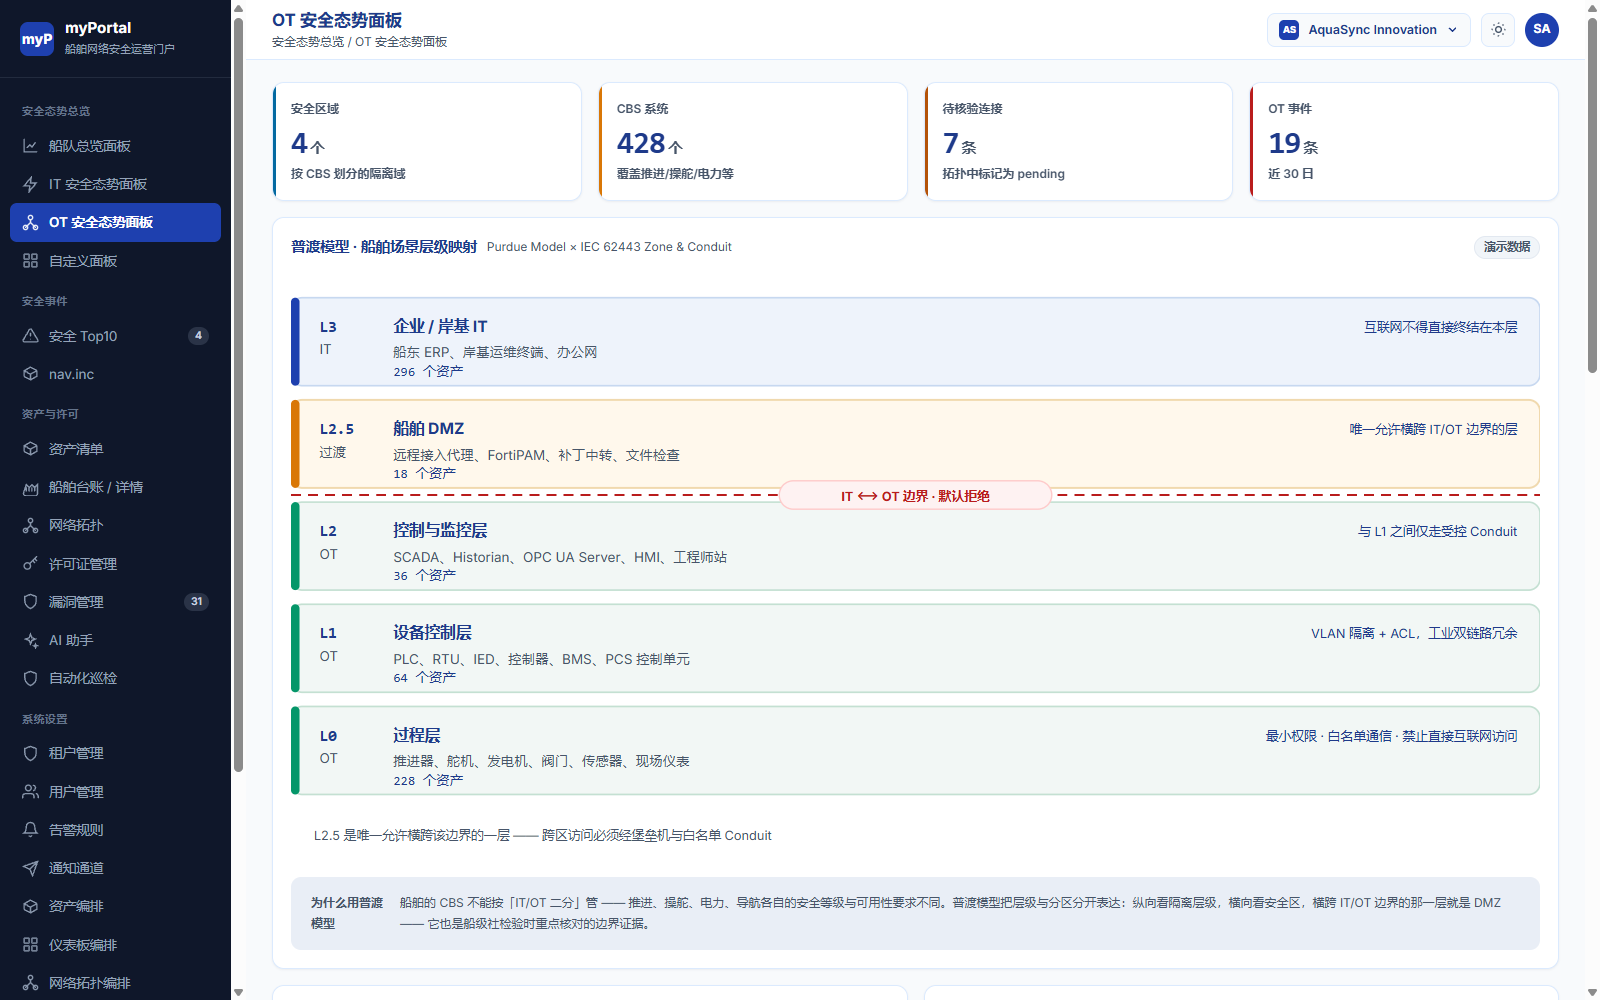 myP
myPortal
船舶网络安全运营门户
安全态势总览
船队总览面板
IT 安全态势面板
OT 安全态势面板
自定义面板
安全事件
安全 Top10
4
nav.inc
资产与许可
资产清单
船舶台账 / 详情
网络拓扑
许可证管理
漏洞管理
31
AI 助手
自动化巡检
系统设置
租户管理
用户管理
告警规则
通知通道
资产编排
仪表板编排
网络拓扑编排
OT 安全态势面板
安全态势总览 / OT 安全态势面板
AS
AquaSync Innovation
SA
安全区域
4 个
按 CBS 划分的隔离域
CBS 系统
428 个
覆盖推进/操舵/电力等
待核验连接
7 条
拓扑中标记为 pending
OT 事件
19 条
近 30 日
普渡模型 · 船舶场景层级映射
Purdue Model × IEC 62443 Zone & Conduit
演示数据
L3
IT
企业 / 岸基 IT
船东 ERP、岸基运维终端、办公网
296 个资产
互联网不得直接终结在本层
L2.5
过渡
船舶 DMZ
远程接入代理、FortiPAM、补丁中转、文件检查
18 个资产
唯一允许横跨 IT/OT 边界的层
IT ⟷ OT 边界 · 默认拒绝
L2
OT
控制与监控层
SCADA、Historian、OPC UA Server、HMI、工程师站
36 个资产
与 L1 之间仅走受控 Conduit
L1
OT
设备控制层
PLC、RTU、IED、控制器、BMS、PCS 控制单元
64 个资产
VLAN 隔离 + ACL，工业双链路冗余
L0
OT
过程层
推进器、舵机、发电机、阀门、传感器、现场仪表
228 个资产
最小权限 · 白名单通信 · 禁止直接互联网访问
L2.5 是唯一允许横跨该边界的一层 —— 跨区访问必须经堡垒机与白名单 Conduit
为什么用普渡
模型
船舶的 CBS 不能按「IT/OT 二分」管 —— 推进、操舵、电力、导航各自的安全等级与可用性要求不同。普渡模型把层级与分区分开表达：纵向看隔离层级，横向看安全区，横跨 IT/OT 边界的那一层就是 DMZ
—— 它也是船级社检验时重点核对的边界证据。